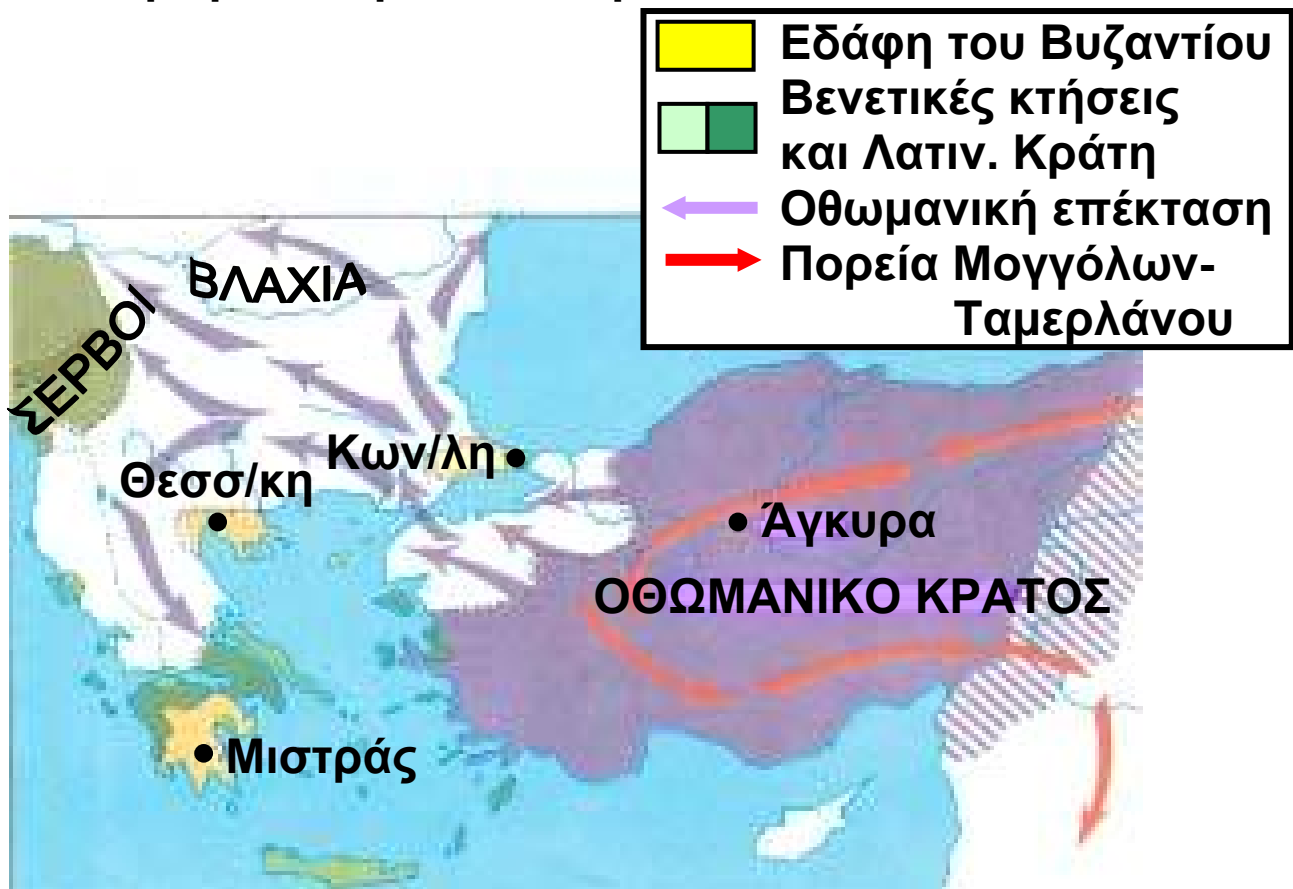 Εδάφη του Βυζαντίου
Βενετικές κτήσεις
και Λατιν. Κράτη
Οθωμανική επέκταση
Πορεία Μογγόλων-
Ταμερλάνου
ΒΛΑΧΙΑ
ΣΕΡΒΟΙ
Κων/λη
Θεσσ/κη
Άγκυρα
ΟΘΩΜΑΝΙΚΟ ΚΡΑΤΟΣ
Μιστράς